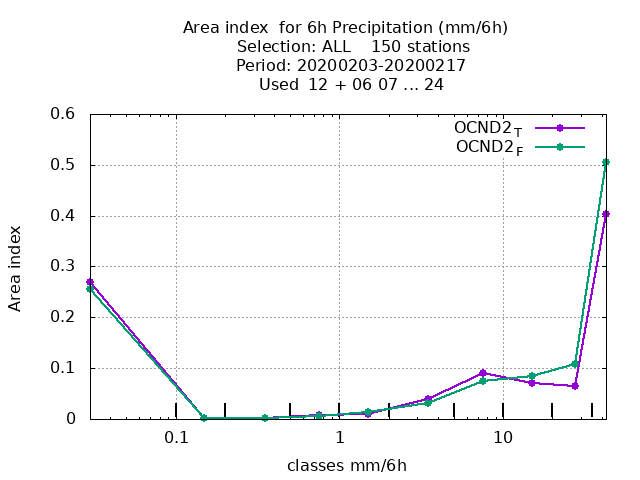 Area index  for 6h Precipitation (mm/6h)
Selection: ALL    150 stations
Period: 20200203-20200217
Used  12 + 06 07 ... 24
OCND2T
OCND2F
0.6
0.5
0.4
0.3
0.2
0.1
0
Area index
0.1 1 10
classes mm/6h